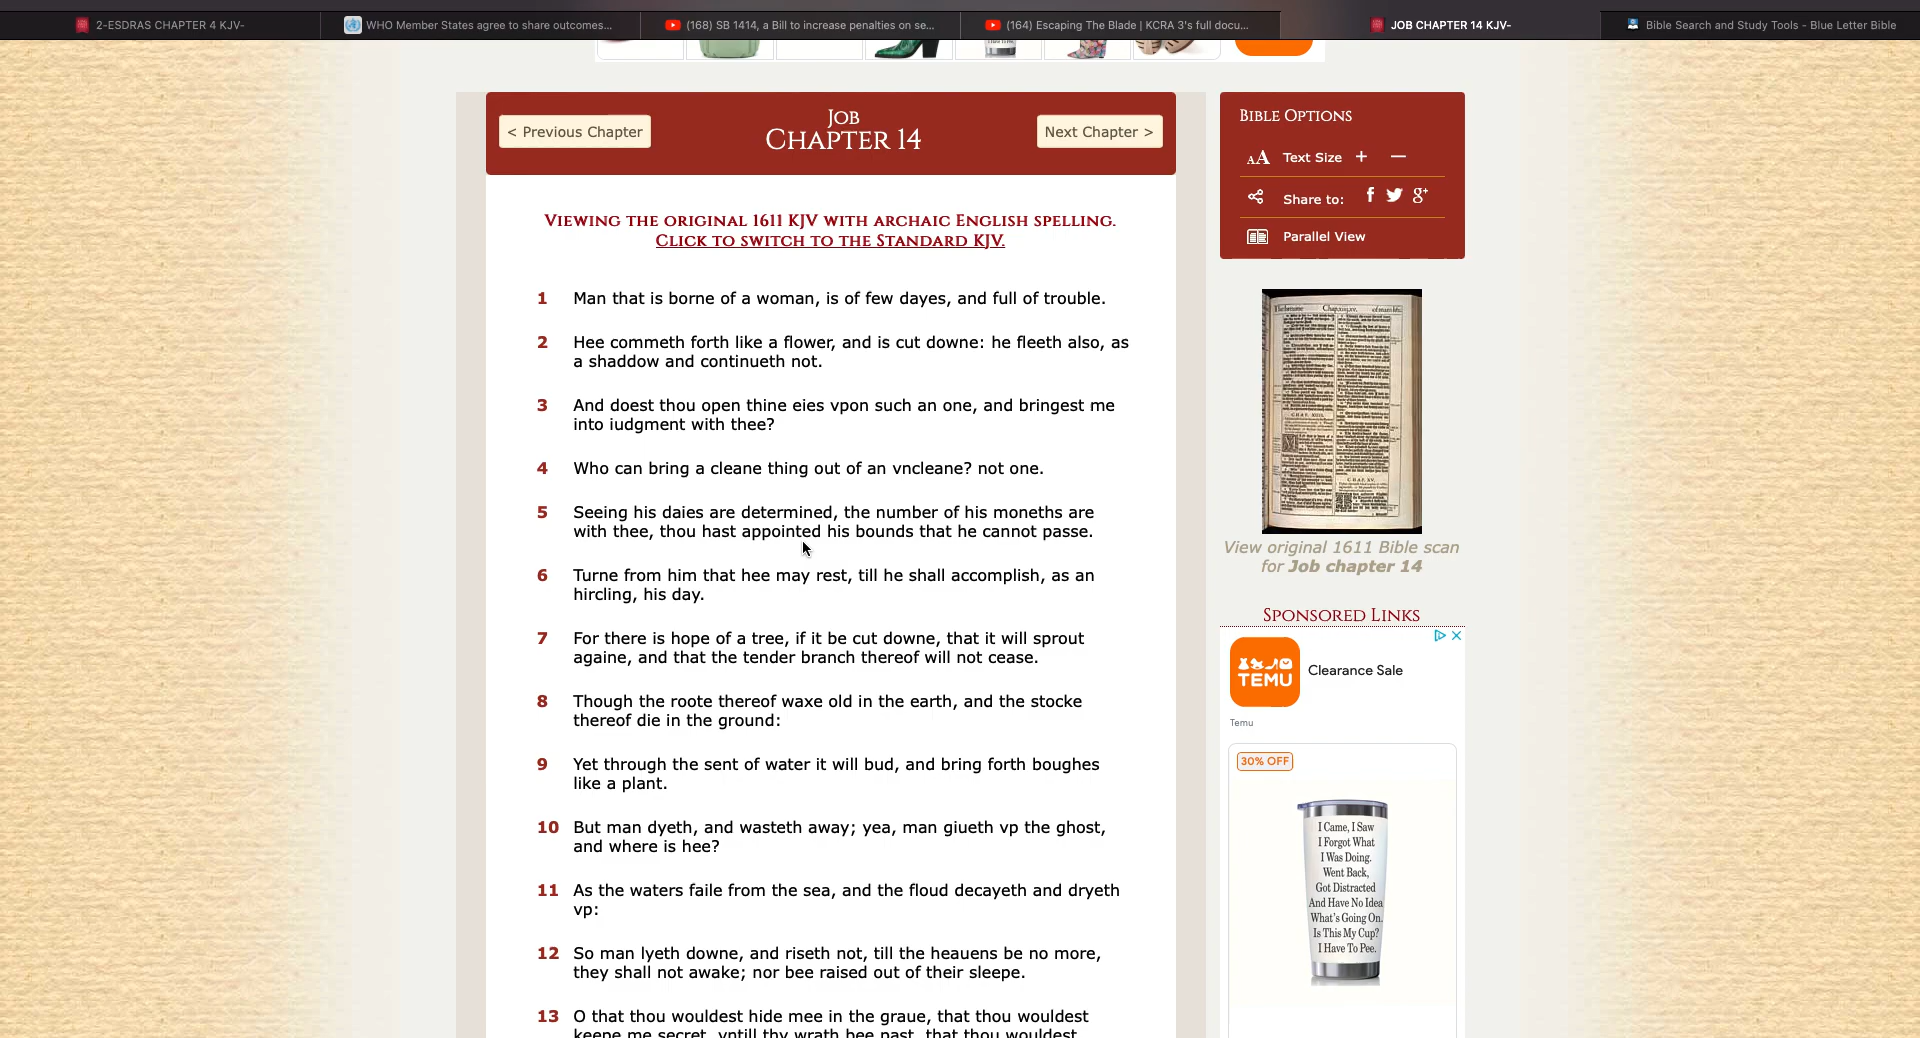 2-ESDRAS CHAPTER 4 KJV-
WHO Member States agree to share outcomes...
(168) SB 1414, a Bill to increase penalties on se...
(164) Escaping The Blade | KCRA 3's full docu...
JOB CHAPTER 14 KJV-
Bible Search and Study Tools - Blue Letter Bible
< Previous Chapter
Job
Chapter 14
Next Chapter >
Viewing the original 1611 KJV with archaic English spelling.
Click to switch to the Standard KJV.
1 Man that is borne of a woman, is of few dayes, and full of trouble.
2 Hee commeth forth like a flower, and is cut downe: he fleeth also, as
a shaddow and continueth not.
3 And doest thou open thine eies vpon such an one, and bringest me
into iudgment with thee?
4 Who can bring a cleane thing out of an vncleane? not one.
5 Seeing his daies are determined, the number of his moneths are
with thee, thou hast appointed his bounds that he cannot passe.
6 Turne from him that hee may rest, till he shall accomplish, as an
hircling, his day.
7 For there is hope of a tree, if it be cut downe, that it will sprout
againe, and that the tender branch thereof will not cease.
8 Though the roote thereof waxe old in the earth, and the stocke
thereof die in the ground:
9 Yet through the sent of water it will bud, and bring forth boughes
like a plant.
10 But man dyeth, and wasteth away; yea, man giueth vp the ghost,
and where is hee?
11 As the waters faile from the sea, and the floud decayeth and dryeth
vp:
12 So man lyeth downe, and riseth not, till the heauens be no more,
they shall not awake; nor bee raised out of their sleepe.
13 O that thou wouldest hide mee in the graue, that thou wouldest
keepe me secret, vntill thy wrath bee past, that thou wouldest
Bible Options
AA Text Size + −
Share to: f g+
Parallel View
View original 1611 Bible scan
for Job chapter 14
Sponsored Links
TEMU
Clearance Sale
Temu
30% OFF
I Came, I Saw
I Forgot What
I Was Doing.
Went Back,
Got Distracted
And Have No Idea
What's Going On.
Is This My Cup?
I Have To Pee.